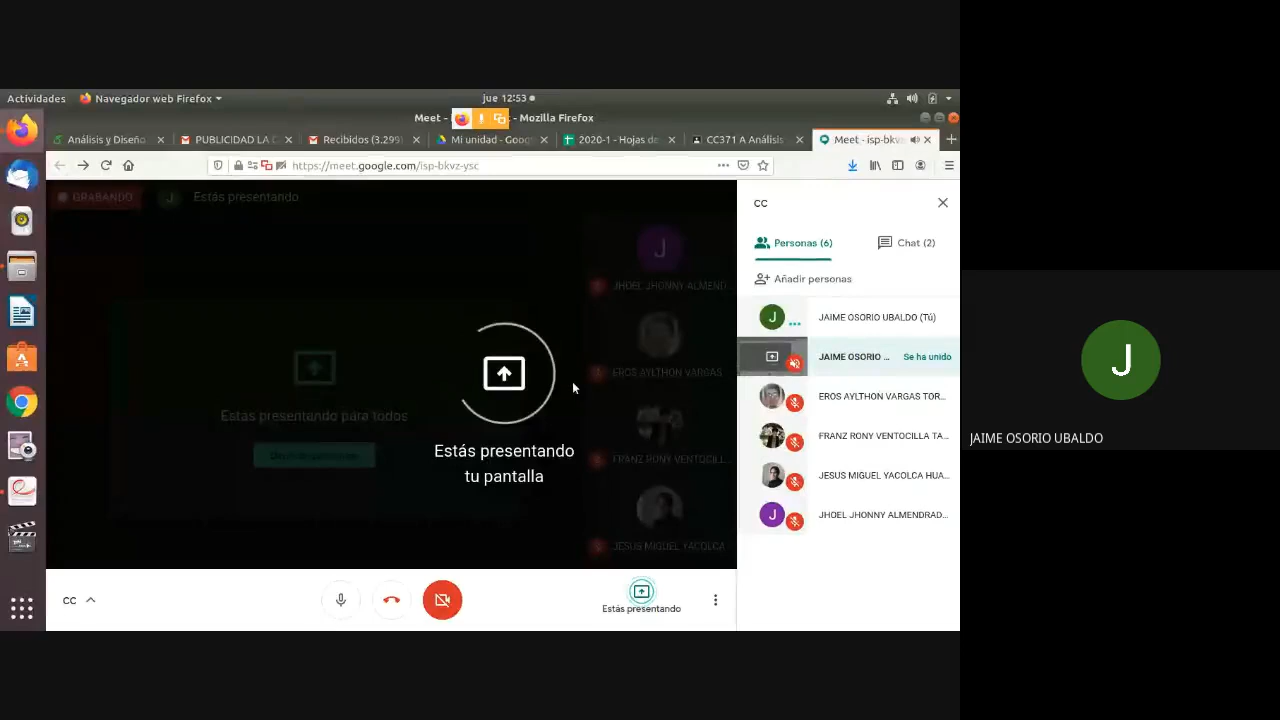 Actividades
Navegador web Firefox
jue 12:53
Meet -
- Mozilla Firefox
Análisis y Diseño
PUBLICIDAD LA C
Recibidos (3.299)
Mi unidad - Goog
2020-1 - Hojas de
CC371 A Análisis
Meet - isp-bkv
https://meet.google.com/isp-bkvz-ysc
GRABANDO
J
Estás presentando
cc
Personas (6)
Chat (2)
Añadir personas
J
JHOEL JHONNY ALMEND...
EROS AYLTHON VARGAS
FRANZ RONY VENTOCILL...
JESUS MIGUEL YACOLCA
Estás presentando para todos
Estás presentando
tu pantalla
J
JAIME OSORIO UBALDO (Tú)
JAIME OSORIO ...
Se ha unido
EROS AYLTHON VARGAS TOR...
FRANZ RONY VENTOCILLA TA...
JESUS MIGUEL YACOLCA HUA...
J
JHOEL JHONNY ALMENDRAD...
cc
Estás presentando
J
JAIME OSORIO UBALDO